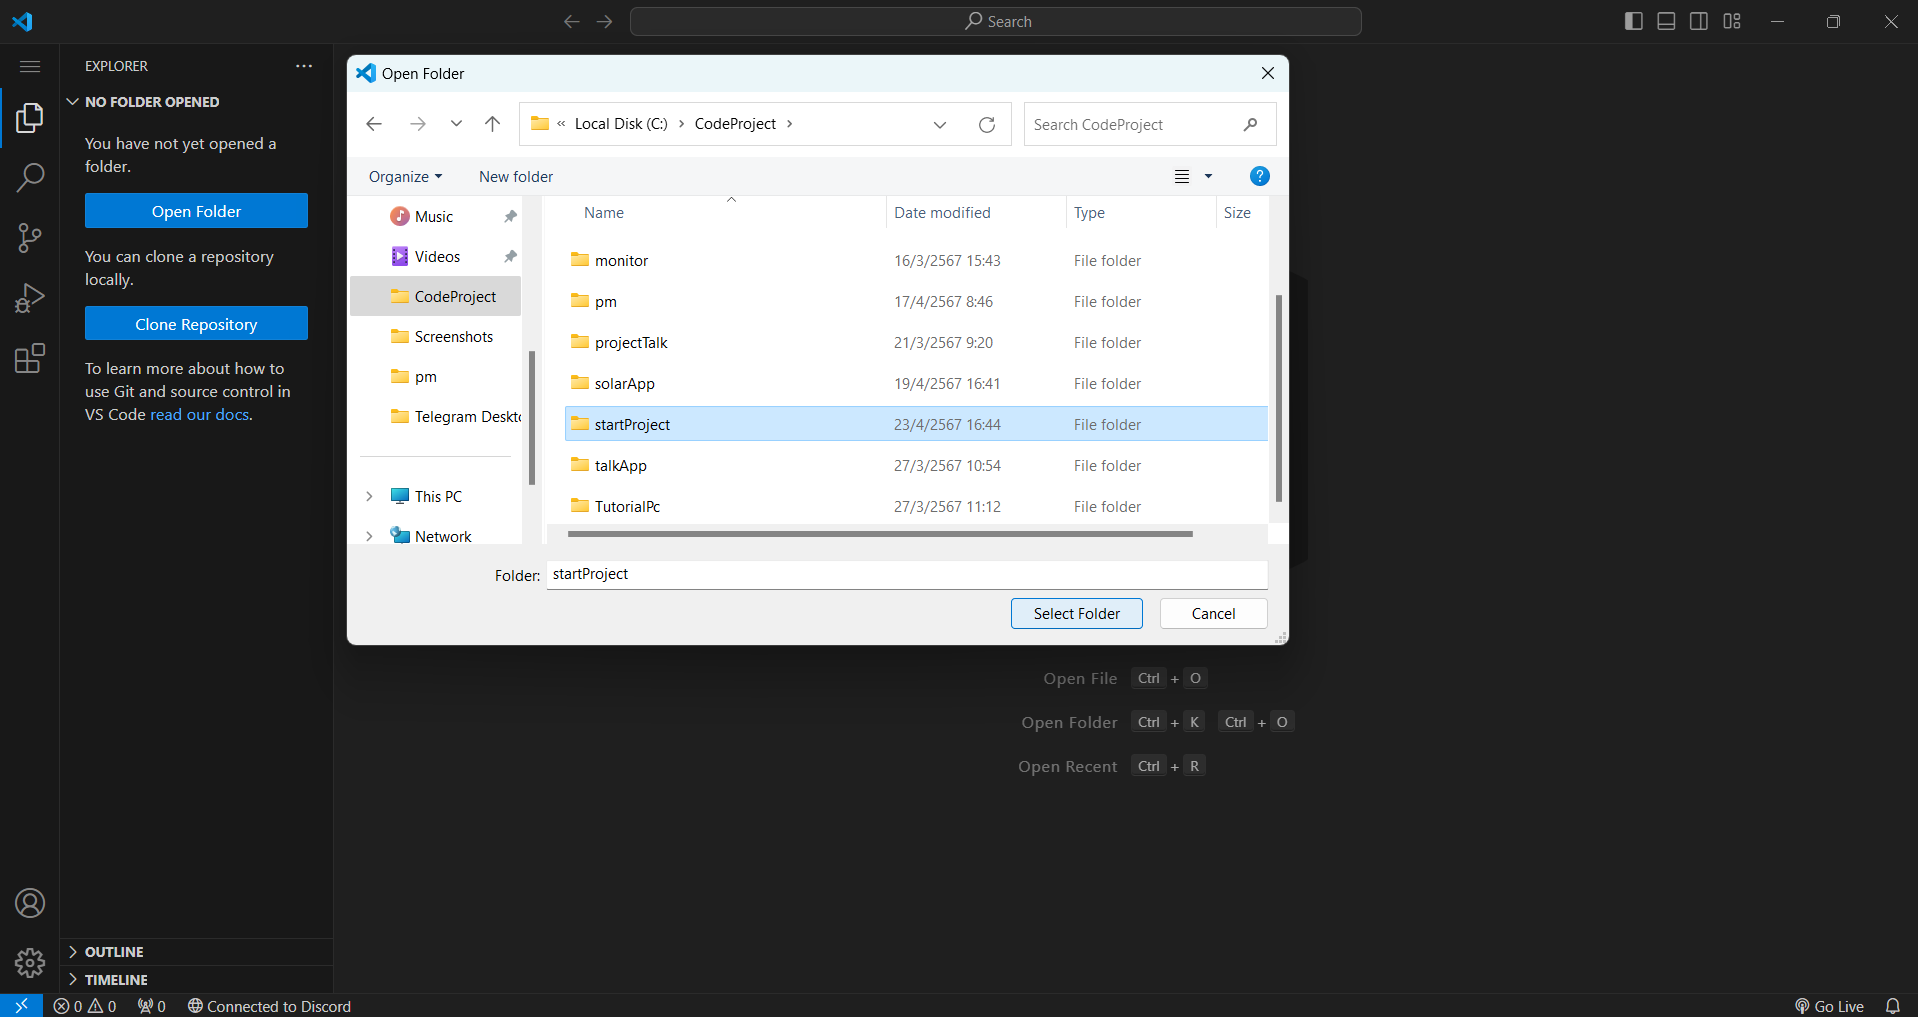 Search
EXPLORER
NO FOLDER OPENED
You have not yet opened a
folder.
Open Folder
You can clone a repository
locally.
Clone Repository
To learn more about how to
use Git and source control in
VS Code read our docs.
OUTLINE
TIMELINE
Open Folder
« Local Disk (C:) > CodeProject >
Search CodeProject
Organize
New folder
?
Music
Videos
CodeProject
Screenshots
pm
Telegram Deskto
This PC
Network
Name Date modified Type Size
monitor 16/3/2567 15:43 File folder
pm 17/4/2567 8:46 File folder
projectTalk 21/3/2567 9:20 File folder
solarApp 19/4/2567 16:41 File folder
startProject 23/4/2567 16:44 File folder
talkApp 27/3/2567 10:54 File folder
TutorialPc 27/3/2567 11:12 File folder
Folder: startProject
Select Folder
Cancel
Open File Ctrl + O
Open Folder Ctrl + K Ctrl + O
Open Recent Ctrl + R
0 0 0 Connected to Discord
Go Live